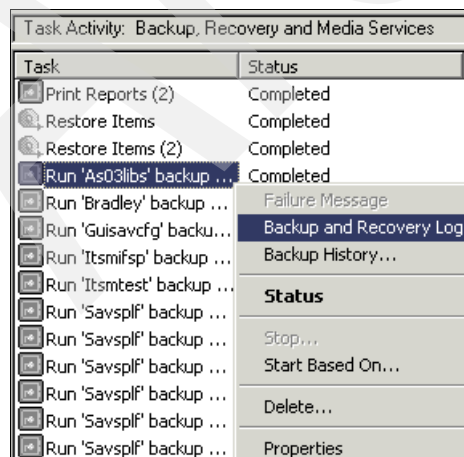 Task Activity: Backup, Recovery and Media Services
Task Status
Print Reports (2) Completed
Restore Items Completed
Restore Items (2) Completed
Run 'As03libs' backup ... Completed
Run 'Bradley' backup ... Failure Message
Run 'Guisavcfg' backu... Backup and Recovery Log
Run 'Itsmifsp' backup ... Backup History...
Run 'Itsmtest' backup ... Status
Run 'Savsplf' backup ...
Run 'Savsplf' backup ... Stop...
Run 'Savsplf' backup ... Start Based On...
Run 'Savsplf' backup ... Delete...
Run 'Savsplf' backup ...
Run 'Savsplf' backup ... Properties